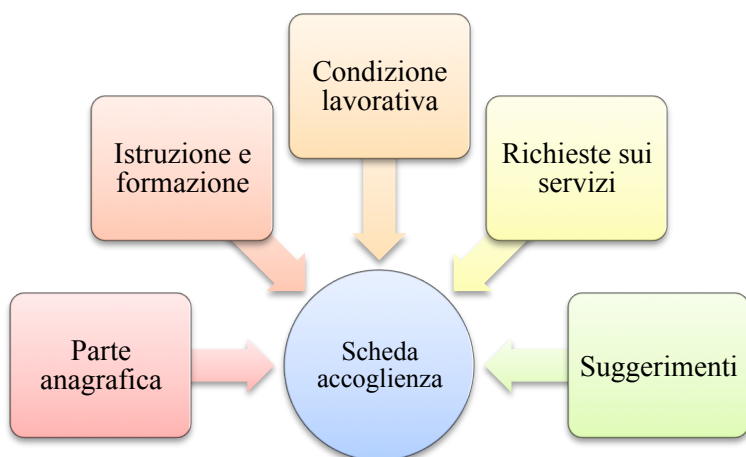 Condizione
lavorativa
Istruzione e
formazione
Richieste sui
servizi
Parte
anagrafica
Scheda
accoglienza
Suggerimenti